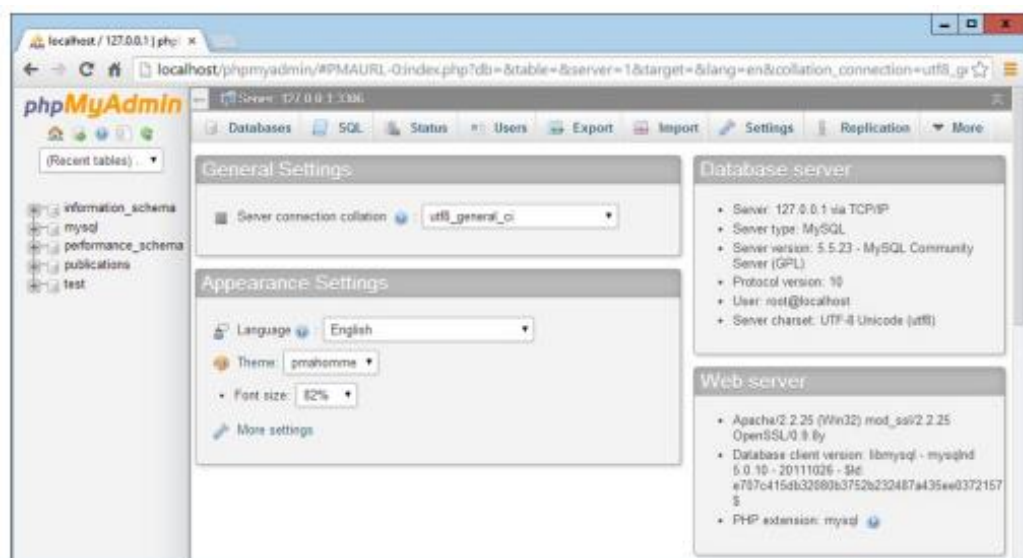 localhost / 127.0.0.1 | php
localhost/phpmyadmin/#PMAURL-0:index.php?db=&table=&server=1&target=&lang=en&collation_connection=utf8_g
phpMyAdmin
(Recent tables) ...
information_schema
mysql
performance_schema
publications
test
Server: 127.0.0.1:3306
Databases SQL Status Users Export Import Settings Replication More
General Settings
Server connection collation : utf8_general_ci
Appearance Settings
Language : English
Theme: pmahomme
• Font size: 82%
More settings
Database server
• Server: 127.0.0.1 via TCP/IP
• Server type: MySQL
• Server version: 5.5.23 - MySQL Community
Server (GPL)
• Protocol version: 10
• User: root@localhost
• Server charset: UTF-8 Unicode (utf8)
Web server
• Apache/2.2.25 (Win32) mod_ssl/2.2.25
OpenSSL/0.9.8y
• Database client version: libmysql - mysqlnd
5.0.10 - 20111026 - $Id:
e707c415db32080b3752b232487a435ee0372157
$
• PHP extension: mysql